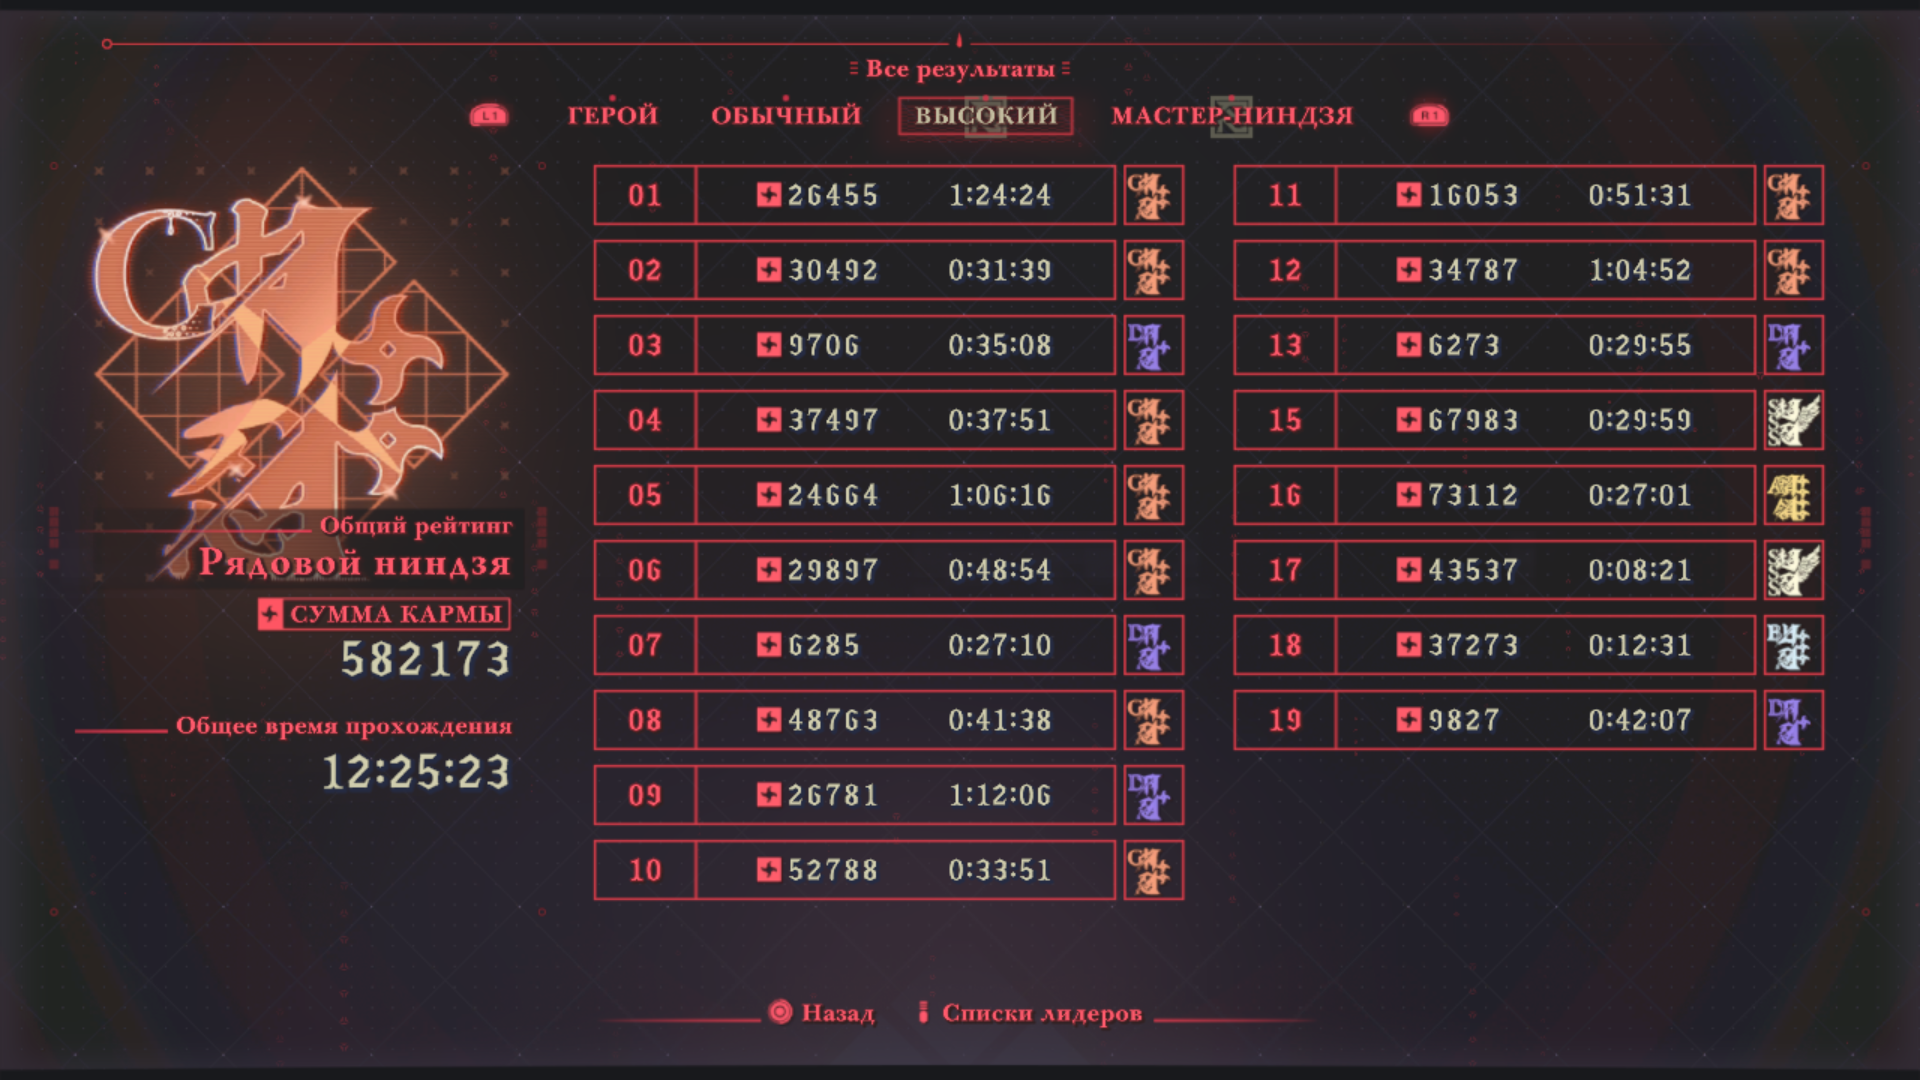 Все результаты
L1 ГЕРОЙ ОБЫЧНЫЙ ВЫСОКИЙ МАСТЕР-НИНДЗЯ R1
Общий рейтинг
Рядовой ниндзя
СУММА КАРМЫ
582173
Общее время прохождения
12:25:23
01 26455 1:24:24
02 30492 0:31:39
03 9706 0:35:08
04 37497 0:37:51
05 24664 1:06:16
06 29897 0:48:54
07 6285 0:27:10
08 48763 0:41:38
09 26781 1:12:06
10 52788 0:33:51
11 16053 0:51:31
12 34787 1:04:52
13 6273 0:29:55
15 67983 0:29:59
16 73112 0:27:01
17 43537 0:08:21
18 37273 0:12:31
19 9827 0:42:07
Назад Списки лидеров